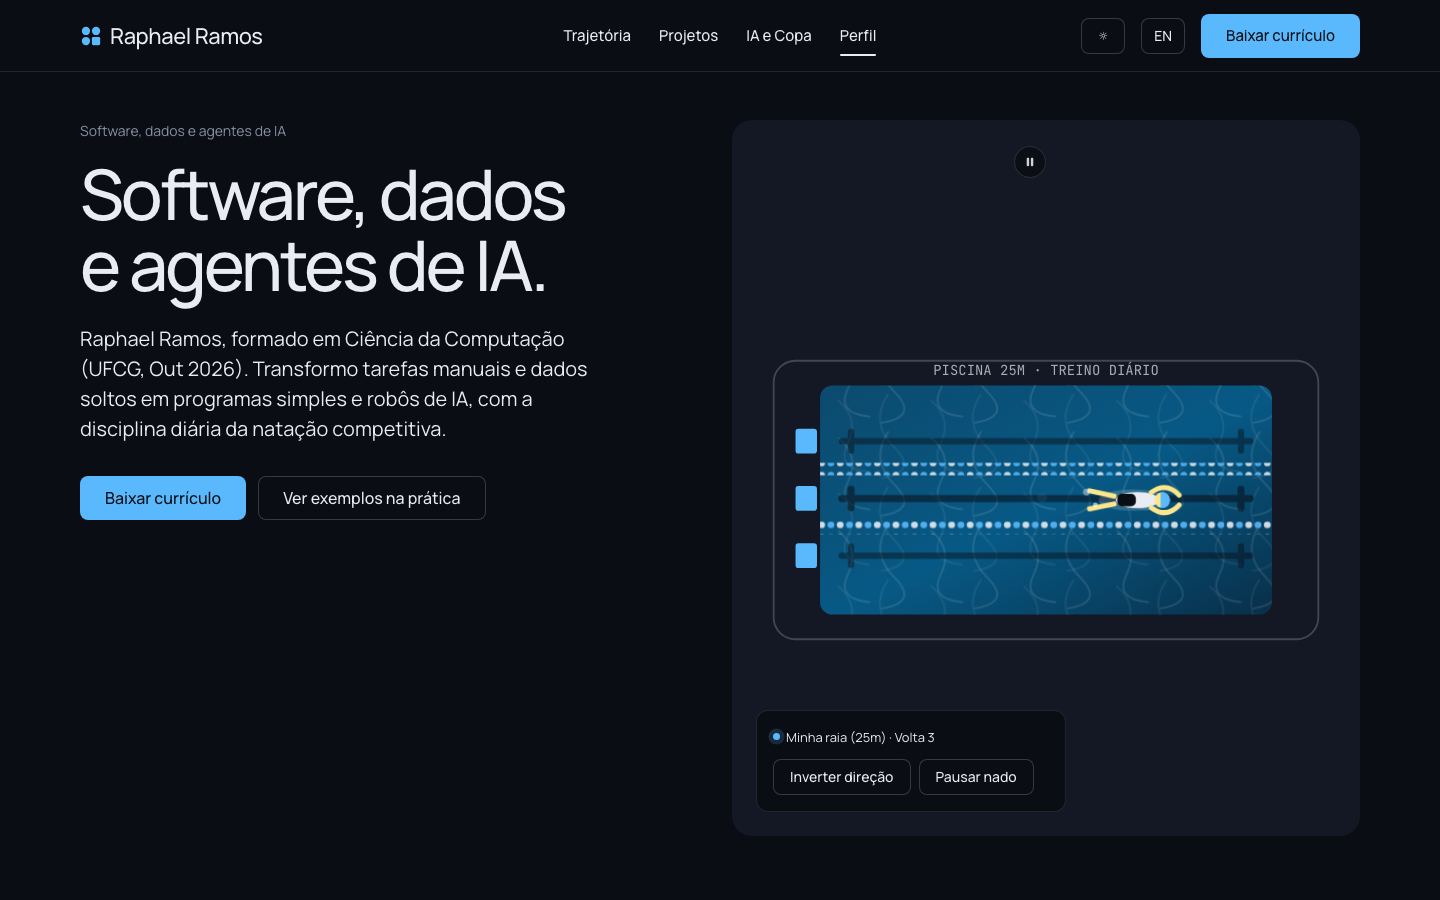 Raphael Ramos
Trajetória
Projetos
IA e Copa
Perfil
EN
Baixar currículo
Software, dados e agentes de IA
Software, dados
e agentes de IA.
Raphael Ramos, formado em Ciência da Computação
(UFCG, Out 2026). Transformo tarefas manuais e dados
soltos em programas simples e robôs de IA, com a
disciplina diária da natação competitiva.
Baixar currículo
Ver exemplos na prática
PISCINA 25M · TREINO DIÁRIO
Minha raia (25m) · Volta 3
Inverter direção
Pausar nado